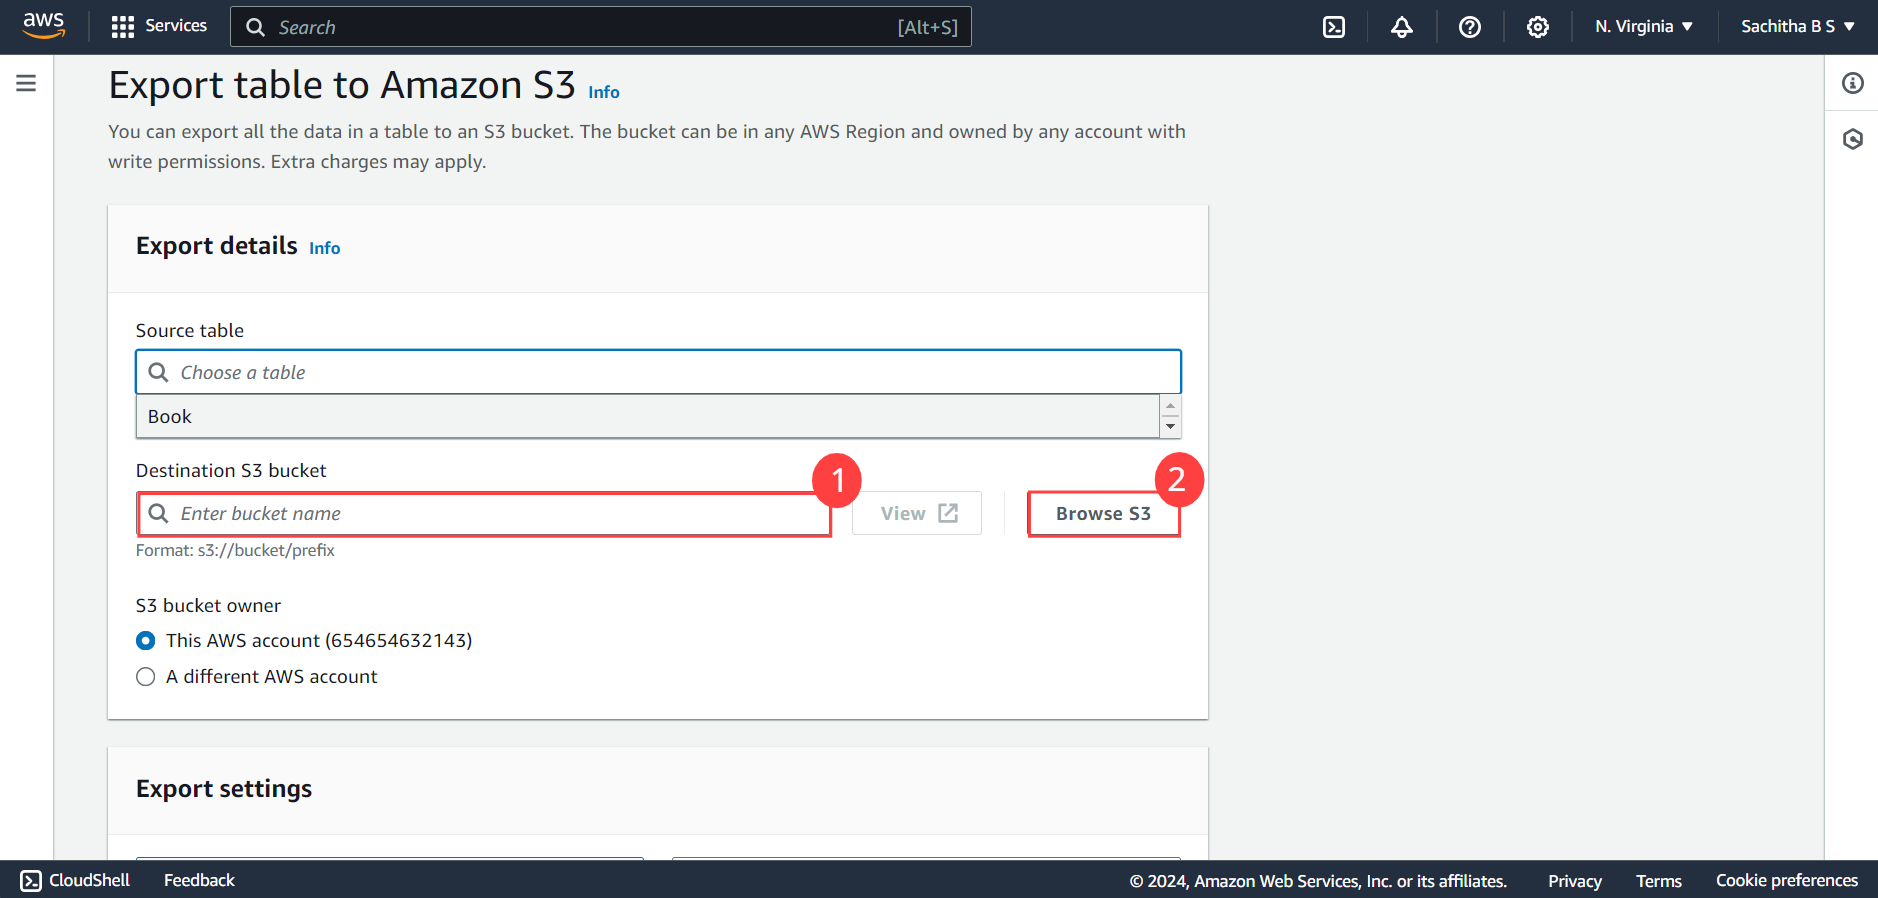 aws
Services
Search
[Alt+S]
N. Virginia
Sachitha B S
Export table to Amazon S3 Info
You can export all the data in a table to an S3 bucket. The bucket can be in any AWS Region and owned by any account with
write permissions. Extra charges may apply.
Export details Info
Source table
Choose a table
Book
Destination S3 bucket
1
2
Enter bucket name
View
Browse S3
Format: s3://bucket/prefix
S3 bucket owner
This AWS account (654654632143)
A different AWS account
Export settings
CloudShell
Feedback
© 2024, Amazon Web Services, Inc. or its affiliates.
Privacy
Terms
Cookie preferences